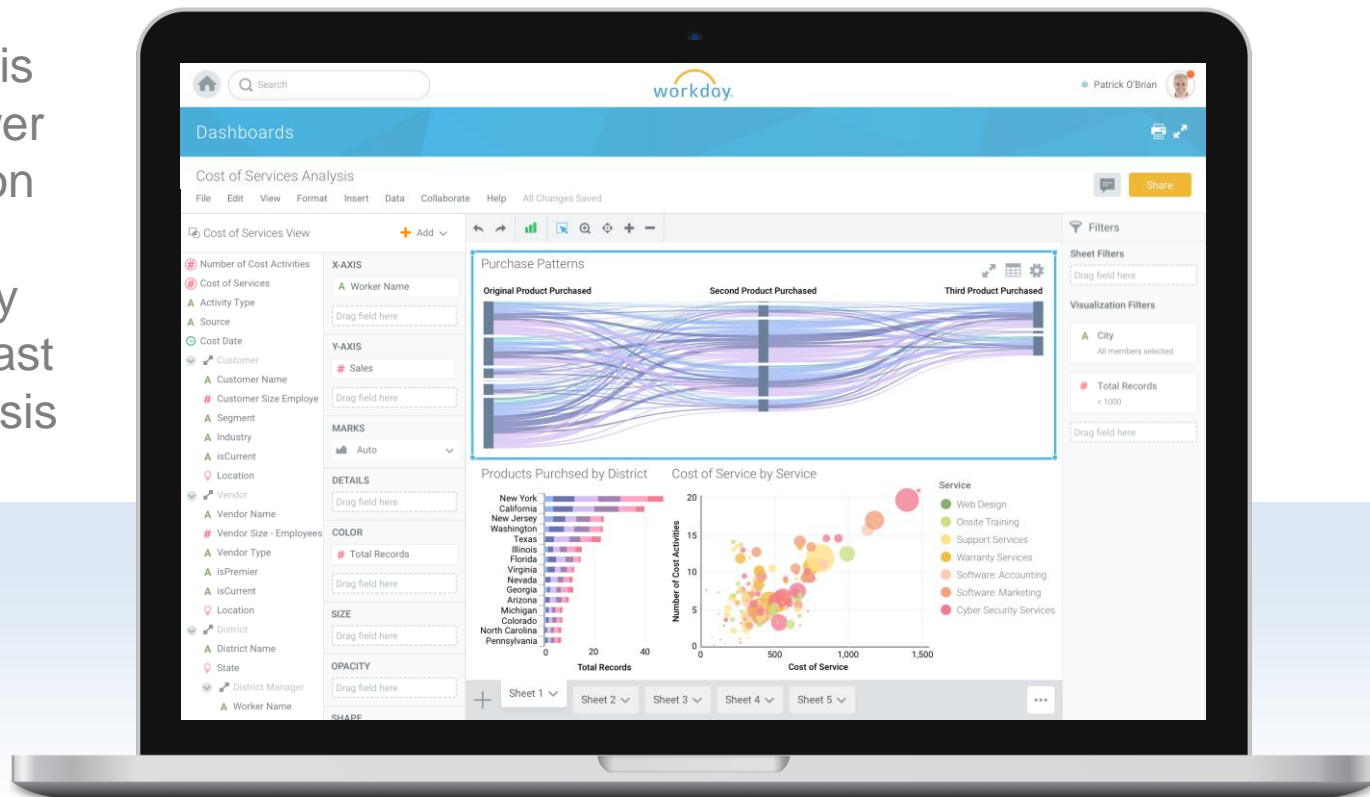 is
er
on
y
ast
sis
Search
workday.
Patrick O'Brian
Dashboards
Cost of Services Analysis
File Edit View Format Insert Data Collaborate Help All Changes Saved
Share
Cost of Services View
Add
Number of Cost Activities
Cost of Services
A Activity Type
A Source
Cost Date
Customer
A Customer Name
# Customer Size Employe
A Segment
A Industry
A isCurrent
Location
Vendor
A Vendor Name
# Vendor Size - Employees
A Vendor Type
A isPremier
A isCurrent
Location
District
A District Name
State
District Manager
A Worker Name
X-AXIS
A Worker Name
Drag field here
Y-AXIS
# Sales
Drag field here
MARKS
Auto
DETAILS
Drag field here
COLOR
# Total Records
Drag field here
SIZE
Drag field here
OPACITY
Drag field here
SHAPE
Purchase Patterns
Original Product Purchased Second Product Purchased Third Product Purchased
Products Purchsed by District
New York
California
New Jersey
Washington
Texas
Illinois
Florida
Virginia
Nevada
Georgia
Arizona
Michigan
Colorado
North Carolina
Pennsylvania
0 20 40
Total Records
Cost of Service by Service
Number of Cost Activities
20
15
10
5
0
0 500 1,000 1,500
Cost of Service
Service
Web Design
Onsite Training
Support Services
Warranty Services
Software: Accounting
Software: Marketing
Cyber Security Services
Sheet 1 Sheet 2 Sheet 3 Sheet 4 Sheet 5
Filters
Sheet Filters
Drag field here
Visualization Filters
A City
All members selected
# Total Records
< 1000
Drag field here